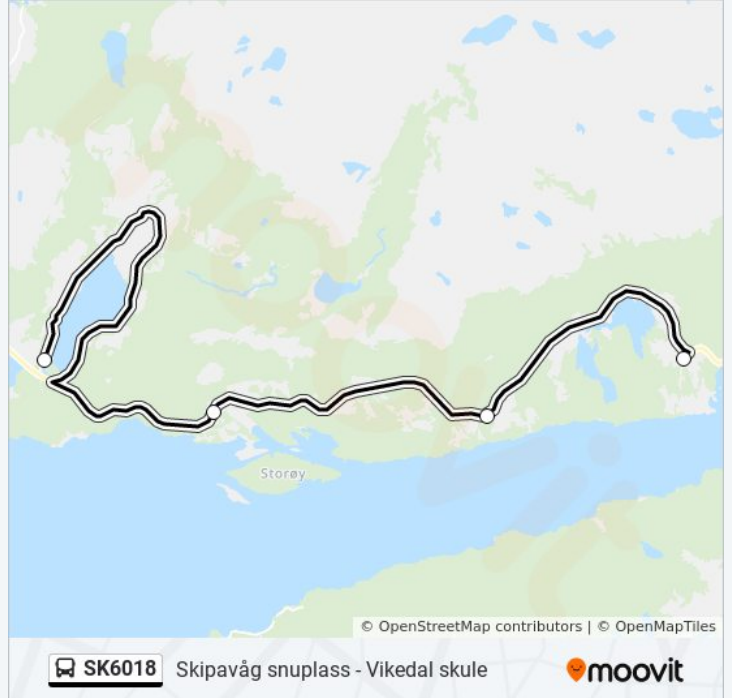 Storøy
© OpenStreetMap contributors | © OpenMapTiles
SK6018 Skipavåg snuplass - Vikedal skule moovit